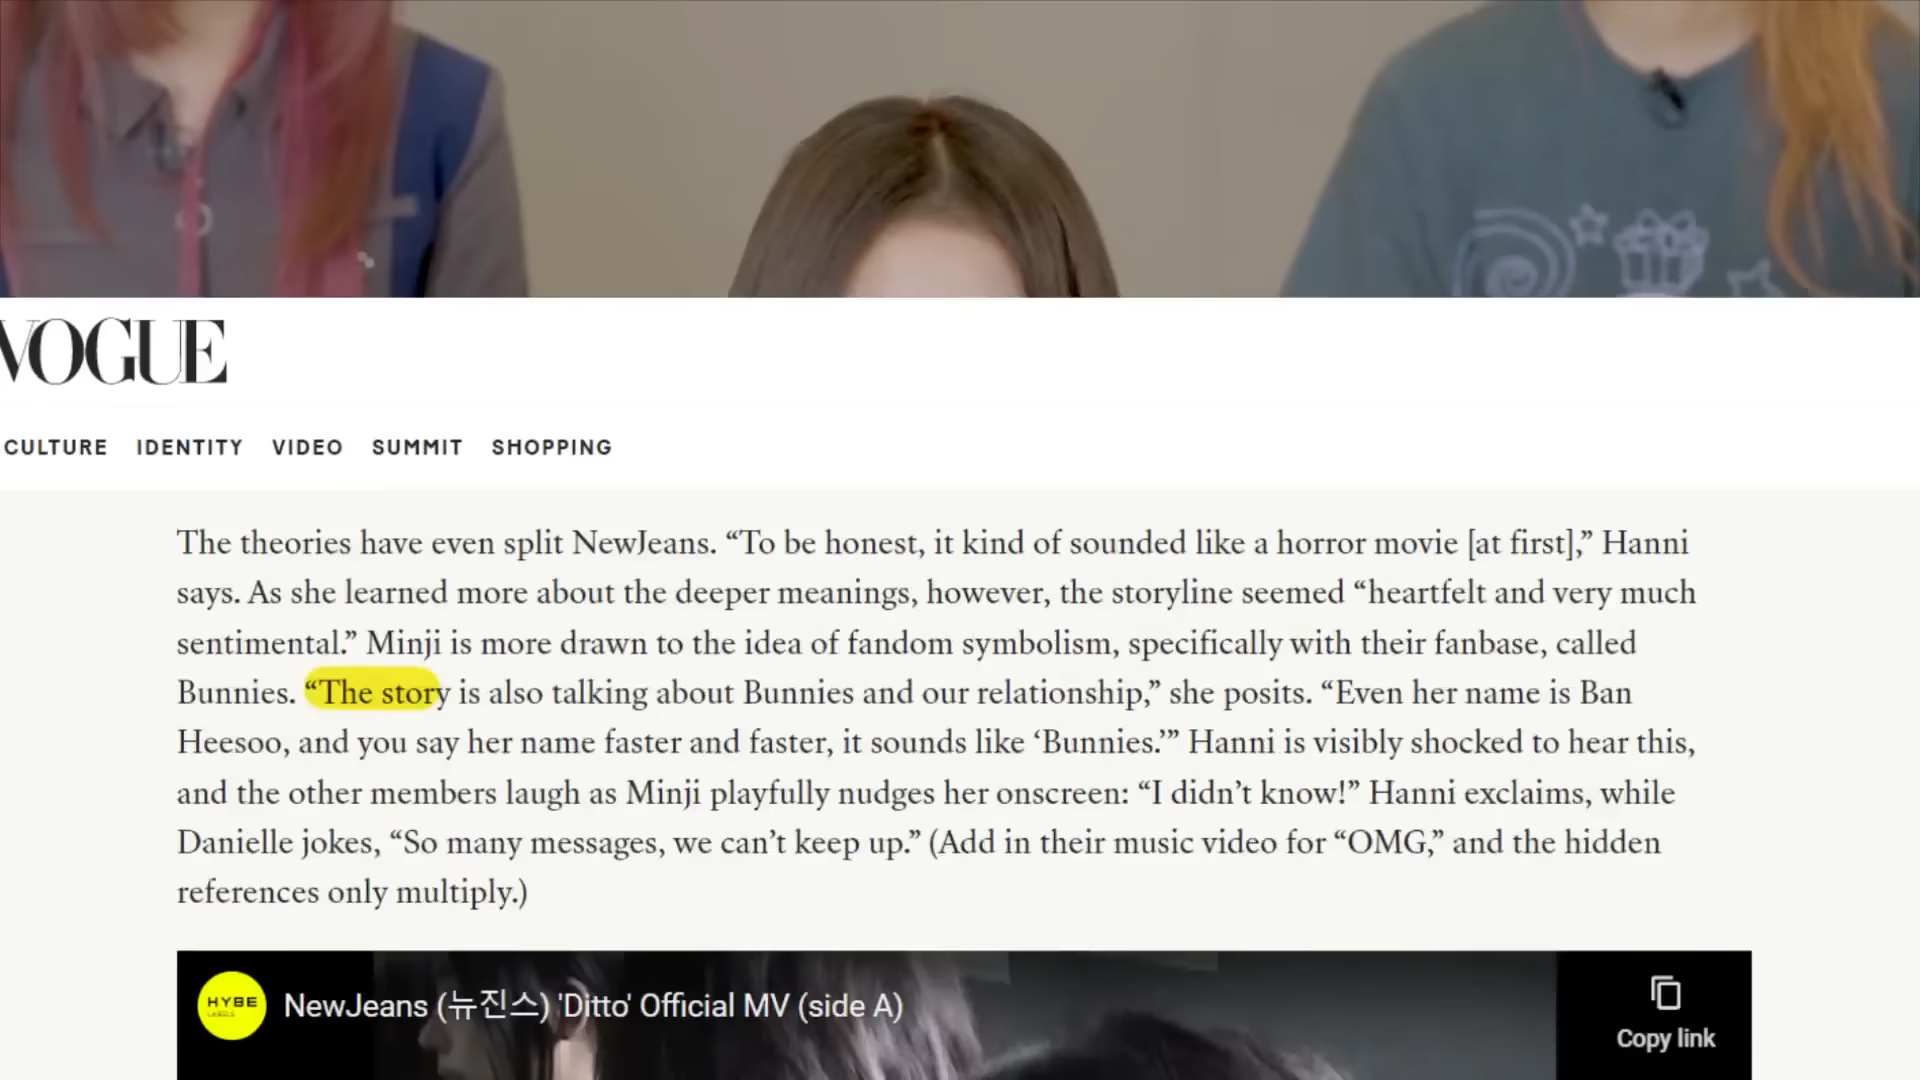 VOGUE
CULTURE IDENTITY VIDEO SUMMIT SHOPPING
The theories have even split NewJeans. “To be honest, it kind of sounded like a horror movie [at first],” Hanni
says. As she learned more about the deeper meanings, however, the storyline seemed “heartfelt and very much
sentimental.” Minji is more drawn to the idea of fandom symbolism, specifically with their fanbase, called
Bunnies. “The story is also talking about Bunnies and our relationship,” she posits. “Even her name is Ban
Heesoo, and you say her name faster and faster, it sounds like ‘Bunnies.’” Hanni is visibly shocked to hear this,
and the other members laugh as Minji playfully nudges her onscreen: “I didn’t know!” Hanni exclaims, while
Danielle jokes, “So many messages, we can’t keep up.” (Add in their music video for “OMG,” and the hidden
references only multiply.)
HYBE
LABELS
NewJeans (뉴진스) 'Ditto' Official MV (side A)
Copy link